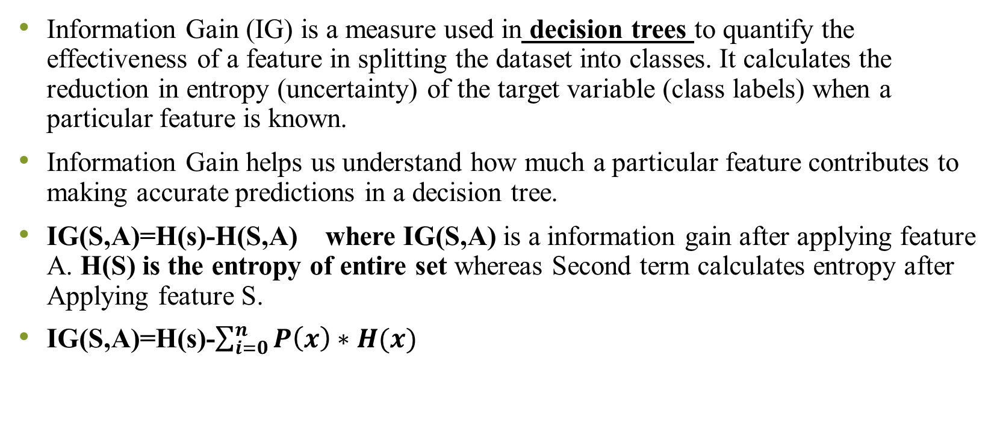 • Information Gain (IG) is a measure used in decision trees to quantify the
effectiveness of a feature in splitting the dataset into classes. It calculates the
reduction in entropy (uncertainty) of the target variable (class labels) when a
particular feature is known.
• Information Gain helps us understand how much a particular feature contributes to
making accurate predictions in a decision tree.
• IG(S,A)=H(s)-H(S,A) where IG(S,A) is a information gain after applying feature
A. H(S) is the entropy of entire set whereas Second term calculates entropy after
Applying feature S.
• IG(S,A)=H(s)-∑ⁿᵢ₌₀ P(x) * H(x)